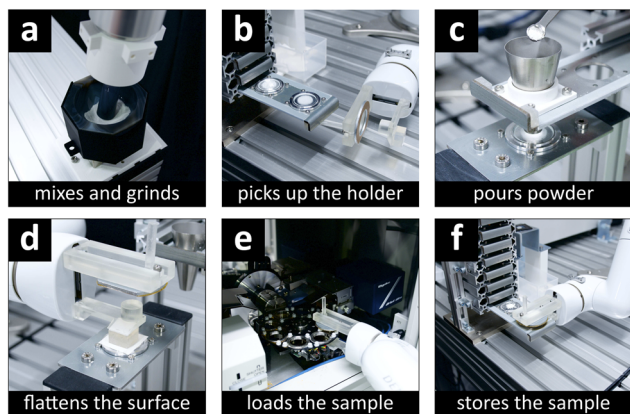 a
mixes and grinds
b
picks up the holder
c
pours powder
d
flattens the surface
e
loads the sample
f
stores the sample